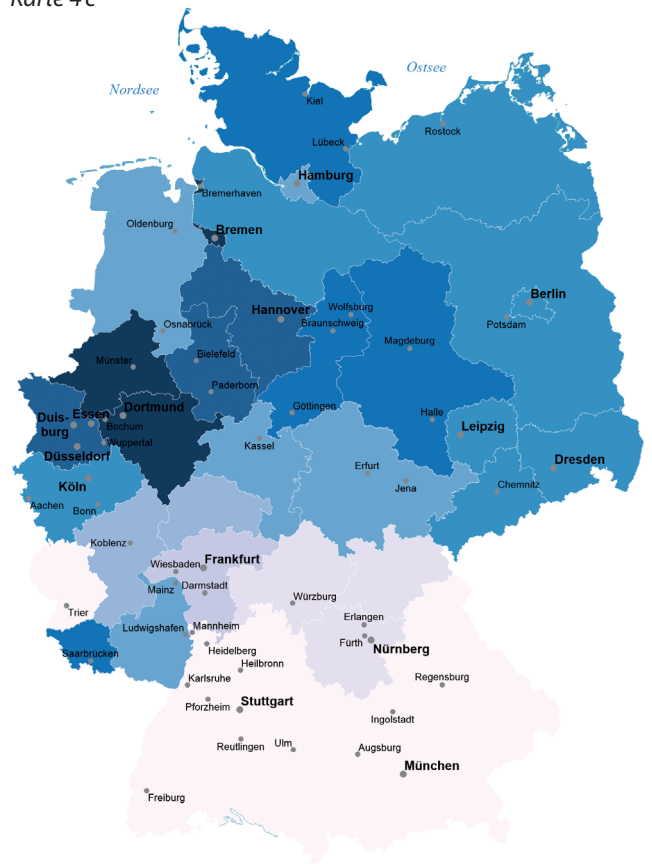 Karte 4c
Nordsee
Ostsee
Kiel
Rostock
Lübeck
Hamburg
Bremerhaven
Oldenburg
Bremen
Berlin
Potsdam
Wolfsburg
Hannover
Braunschweig
Osnabrück
Magdeburg
Bielefeld
Münster
Paderborn
Göttingen
Halle
Leipzig
Duis-
burg
Essen
Dortmund
Bochum
Wuppertal
Düsseldorf
Kassel
Erfurt
Jena
Dresden
Chemnitz
Köln
Aachen
Bonn
Koblenz
Wiesbaden
Frankfurt
Mainz
Darmstadt
Würzburg
Trier
Erlangen
Fürth
Nürnberg
Ludwigshafen
Mannheim
Saarbrücken
Heidelberg
Heilbronn
Karlsruhe
Regensburg
Pforzheim
Stuttgart
Ingolstadt
Reutlingen
Ulm
Augsburg
München
Freiburg